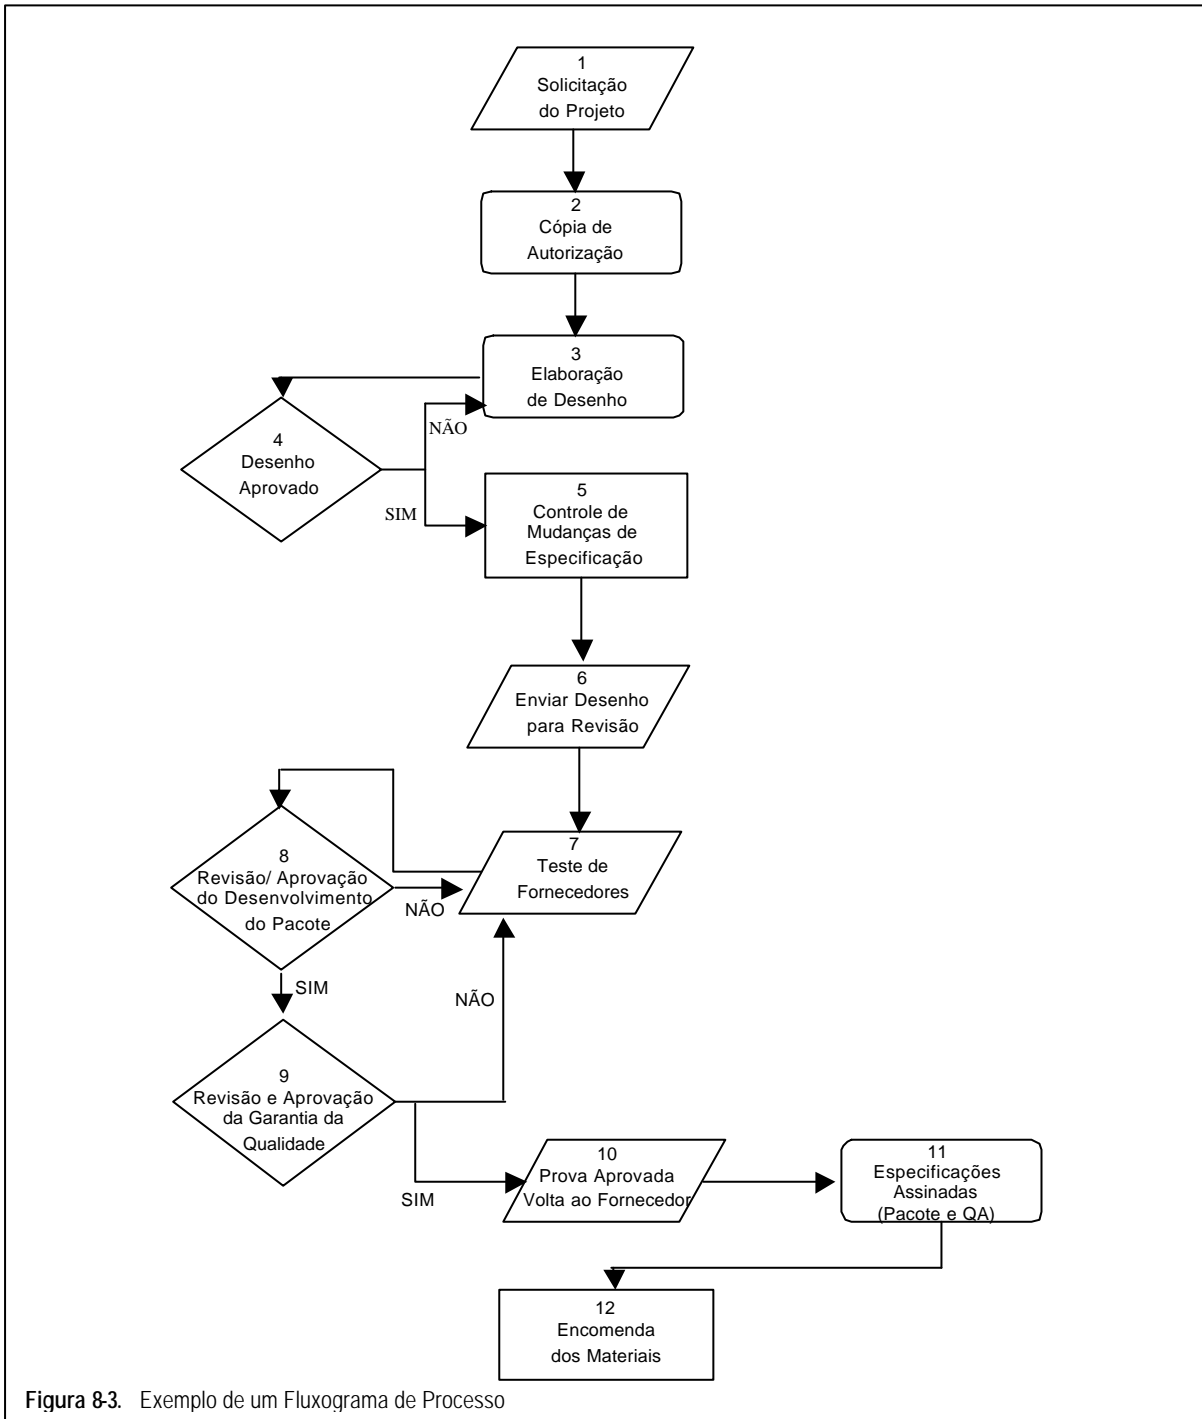 1
Solicitação
do Projeto
2
Cópia de
Autorização
3
Elaboração
de Desenho
NÃO
4
Desenho
Aprovado
SIM
5
Controle de
Mudanças de
Especificação
6
Enviar Desenho
para Revisão
7
Teste de
Fornecedores
8
Revisão/ Aprovação
do Desenvolvimento
do Pacote
NÃO
SIM
NÃO
9
Revisão e Aprovação
da Garantia da
Qualidade
SIM
10
Prova Aprovada
Volta ao Fornecedor
11
Especificações
Assinadas
(Pacote e QA)
12
Encomenda
dos Materiais
Figura 8-3. Exemplo de um Fluxograma de Processo